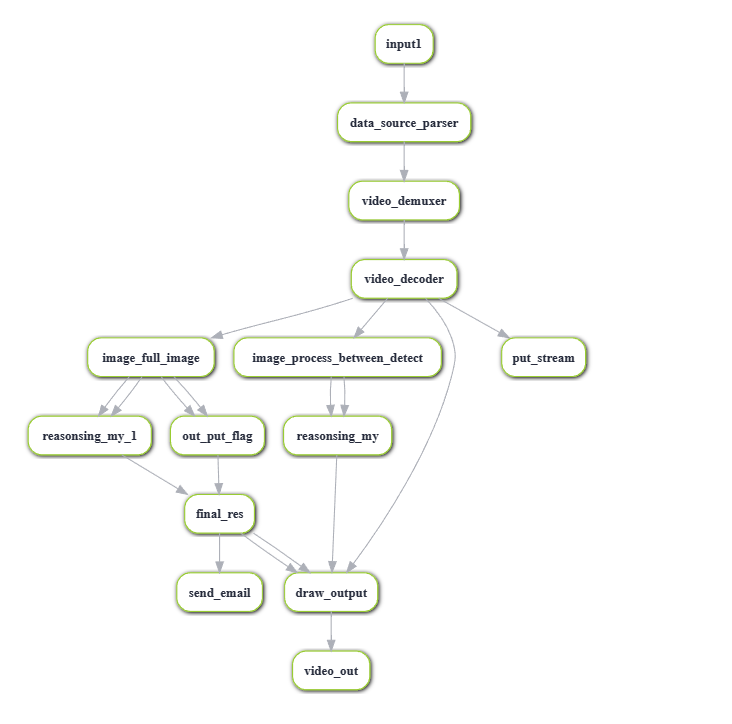 input1
data_source_parser
video_demuxer
video_decoder
image_full_image
image_process_between_detect
put_stream
reasonsing_my_1
out_put_flag
reasonsing_my
final_res
send_email
draw_output
video_out